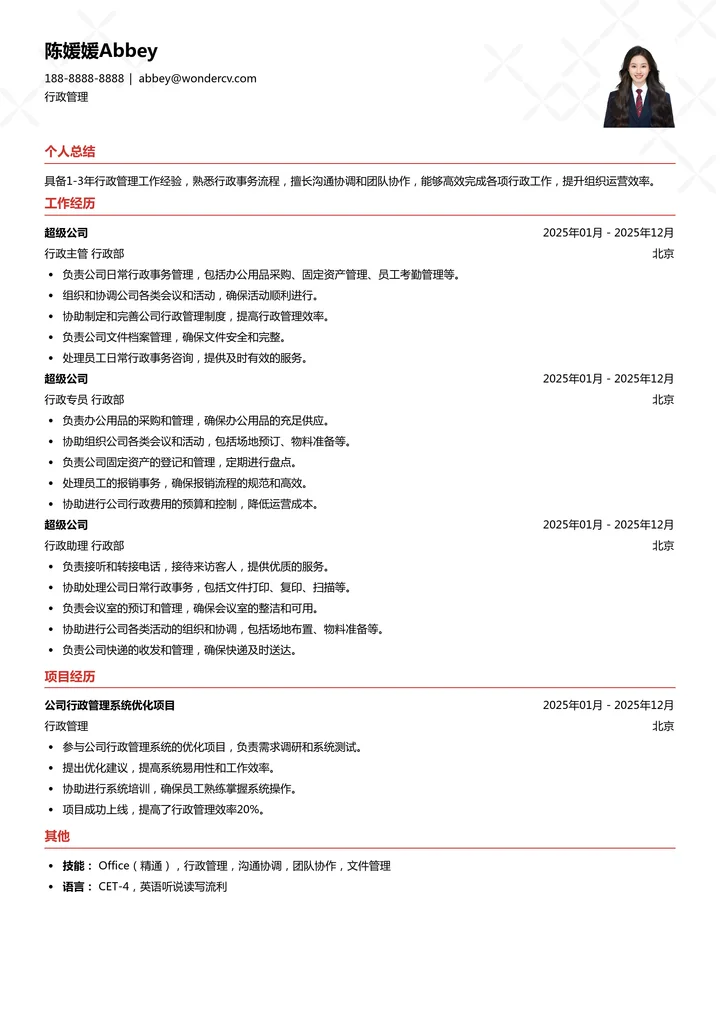 陈媛媛Abbey
188-8888-8888 | abbey@wondercv.com
行政管理
个人总结
具备1-3年行政管理工作经验，熟悉行政事务流程，擅长沟通协调和团队协作，能够高效完成各项行政工作，提升组织运营效率。
工作经历
超级公司 2025年01月 - 2025年12月
行政主管 行政部 北京
• 负责公司日常行政事务管理，包括办公用品采购、固定资产管理、员工考勤管理等。
• 组织和协调公司各类会议和活动，确保活动顺利进行。
• 协助制定和完善公司行政管理制度，提高行政管理效率。
• 负责公司文件档案管理，确保文件安全和完整。
• 处理员工日常行政事务咨询，提供及时有效的服务。
超级公司 2025年01月 - 2025年12月
行政专员 行政部 北京
• 负责办公用品的采购和管理，确保办公用品的充足供应。
• 协助组织公司各类会议和活动，包括场地预订、物料准备等。
• 负责公司固定资产的登记和管理，定期进行盘点。
• 处理员工的报销事务，确保报销流程的规范和高效。
• 协助进行公司行政费用的预算和控制，降低运营成本。
超级公司 2025年01月 - 2025年12月
行政助理 行政部 北京
• 负责接听和转接电话，接待来访客人，提供优质的服务。
• 协助处理公司日常行政事务，包括文件打印、复印、扫描等。
• 负责会议室的预订和管理，确保会议室的整洁和可用。
• 协助进行公司各类活动的组织和协调，包括场地布置、物料准备等。
• 负责公司快递的收发和管理，确保快递及时送达。
项目经历
公司行政管理系统优化项目 2025年01月 - 2025年12月
行政管理 北京
• 参与公司行政管理系统的优化项目，负责需求调研和系统测试。
• 提出优化建议，提高系统易用性和工作效率。
• 协助进行系统培训，确保员工熟练掌握系统操作。
• 项目成功上线，提高了行政管理效率20%。
其他
• 技能： Office（精通），行政管理，沟通协调，团队协作，文件管理
• 语言： CET-4，英语听说读写流利